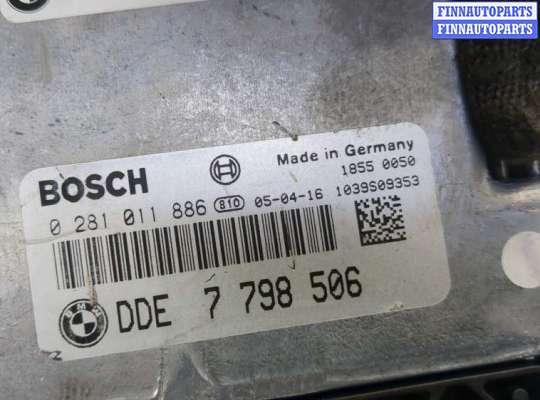 FINNAUTOPARTS
FINNAUTOPARTS
BOSCH
Made in Germany
1855 0050
0 281 011 886 810 05-04-16 1039S09353
BMW
DDE 7 798 506